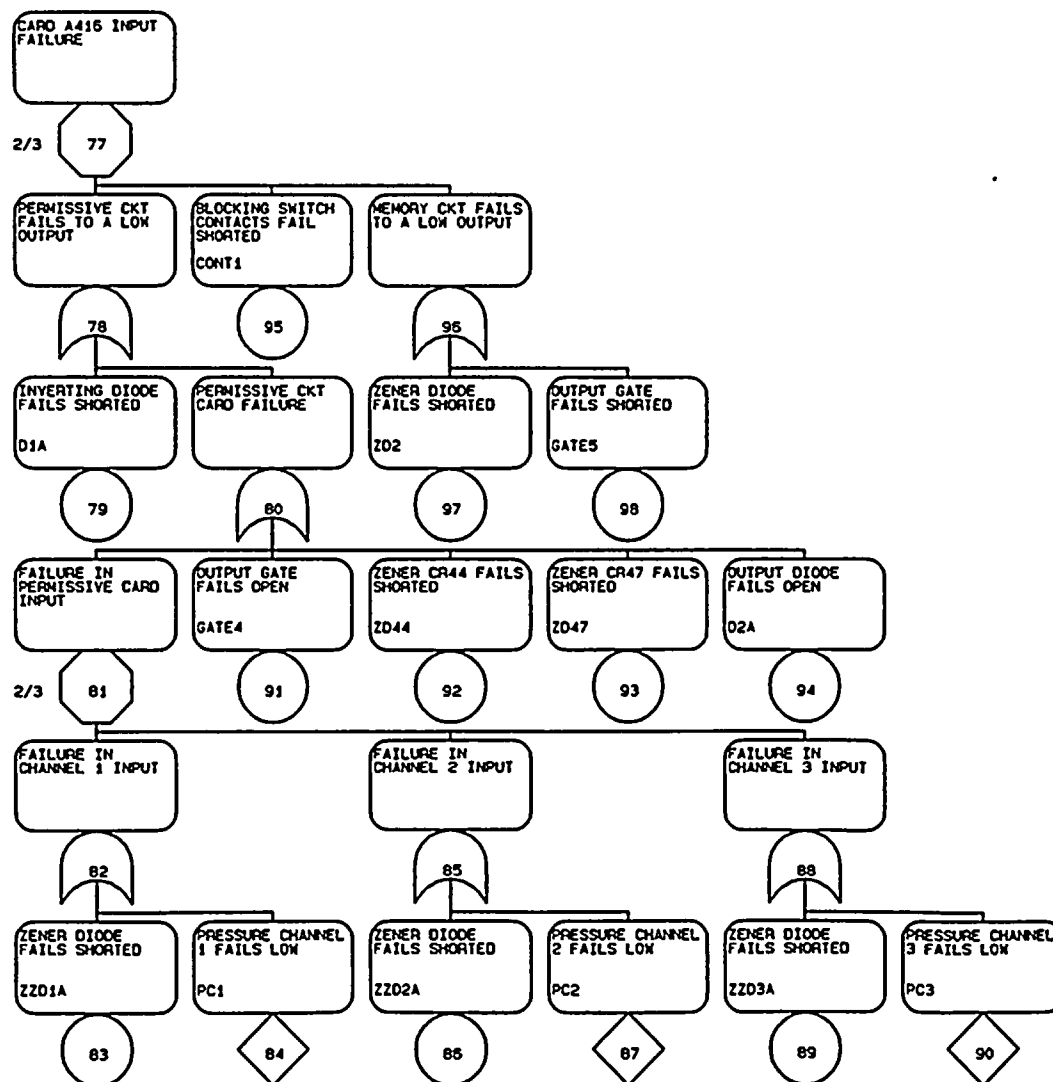 CARD A416 INPUT
FAILURE
2/3
77
PERMISSIVE CKT
FAILS TO A LOW
OUTPUT
BLOCKING SWITCH
CONTACTS FAIL
SHORTED
CONT1
MEMORY CKT FAILS
TO A LOW OUTPUT
78
95
96
INVERTING DIODE
FAILS SHORTED
D1A
PERMISSIVE CKT
CARD FAILURE
ZENER DIODE
FAILS SHORTED
ZD2
OUTPUT GATE
FAILS SHORTED
GATE5
79
80
97
98
FAILURE IN
PERMISSIVE CARD
INPUT
OUTPUT GATE
FAILS OPEN
GATE4
ZENER CR44 FAILS
SHORTED
ZD44
ZENER CR47 FAILS
SHORTED
ZD47
OUTPUT DIODE
FAILS OPEN
D2A
2/3
81
91
92
93
94
FAILURE IN
CHANNEL 1 INPUT
FAILURE IN
CHANNEL 2 INPUT
FAILURE IN
CHANNEL 3 INPUT
82
85
88
ZENER DIODE
FAILS SHORTED
ZZD1A
PRESSURE CHANNEL
1 FAILS LOW
PC1
ZENER DIODE
FAILS SHORTED
ZZD2A
PRESSURE CHANNEL
2 FAILS LOW
PC2
ZENER DIODE
FAILS SHORTED
ZZD3A
PRESSURE CHANNEL
3 FAILS LOW
PC3
83
84
86
87
89
90